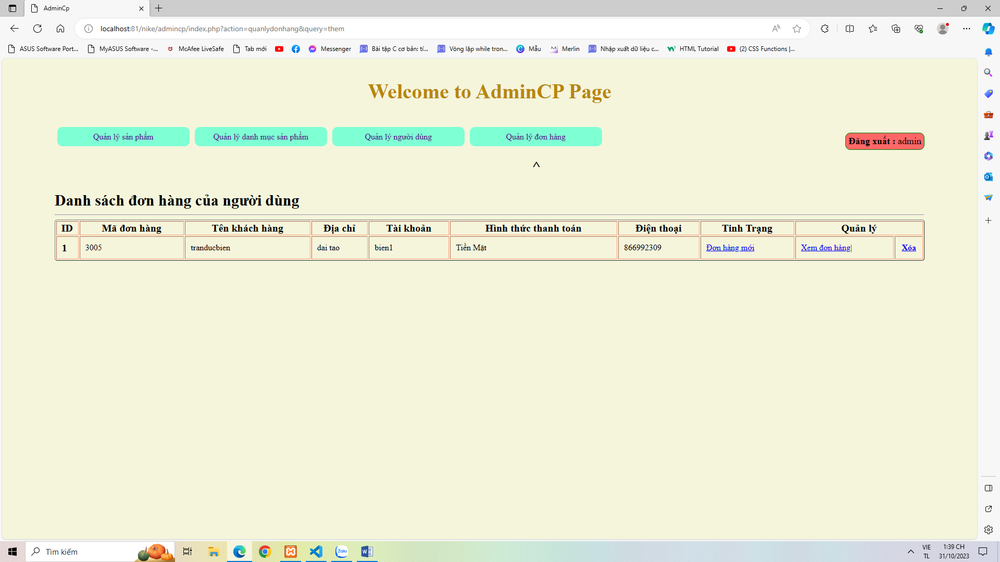 AdminCp
localhost:81/nike/admincp/index.php?action=quanlydonhang&query=them
ASUS Software Port... MyASUS Software -... McAfee LiveSafe Tab mới Messenger Bài tập C cơ bản: tí... Vòng lặp while tron... Mẫu Merlin Nhập xuất dữ liệu c... HTML Tutorial (2) CSS Functions |...
Welcome to AdminCP Page
Quản lý sản phẩm Quản lý danh mục sản phẩm Quản lý người dùng Quản lý đơn hàng
Đăng xuất : admin
^
Danh sách đơn hàng của người dùng
ID Mã đơn hàng Tên khách hàng Địa chỉ Tài khoản Hình thức thanh toán Điện thoại Tinh Trạng Quản lý
1 3005 tranducbien dai tao bien1 Tiền Mặt 866992309 Đơn hàng mới Xem đơn hàng| Xóa
Tìm kiếm
Zalo
VIE
TL
1:39 CH
31/10/2023